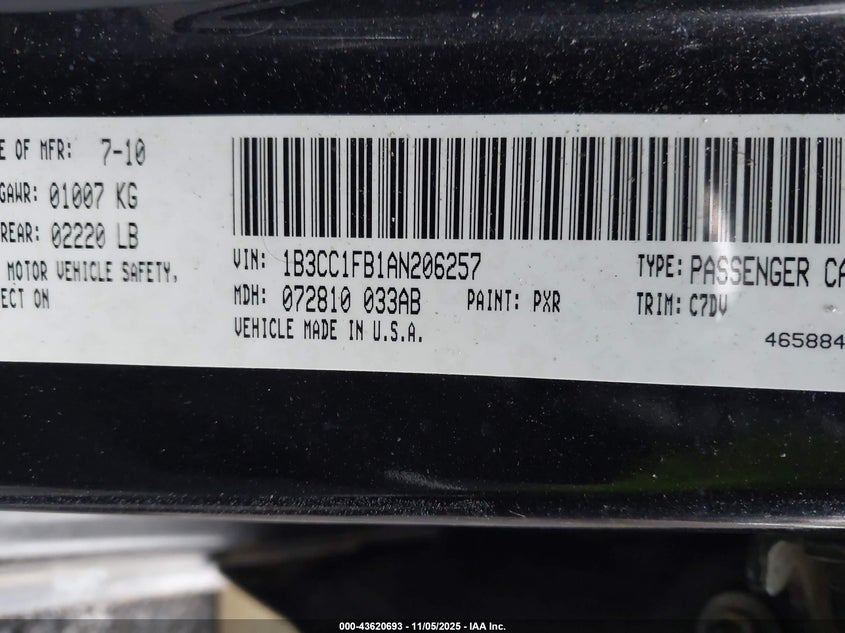 E OF MFR: 7-10
GAWR: 01007 KG
REAR: 02220 LB
MOTOR VEHICLE SAFETY,
ECT ON
VIN: 1B3CC1FB1AN206257
TYPE: PASSENGER CA
MDH: 072810 033AB
PAINT: PXR
TRIM: C7DV
VEHICLE MADE IN U.S.A.
465884
000-43620693 - 11/05/2025 - IAA Inc.